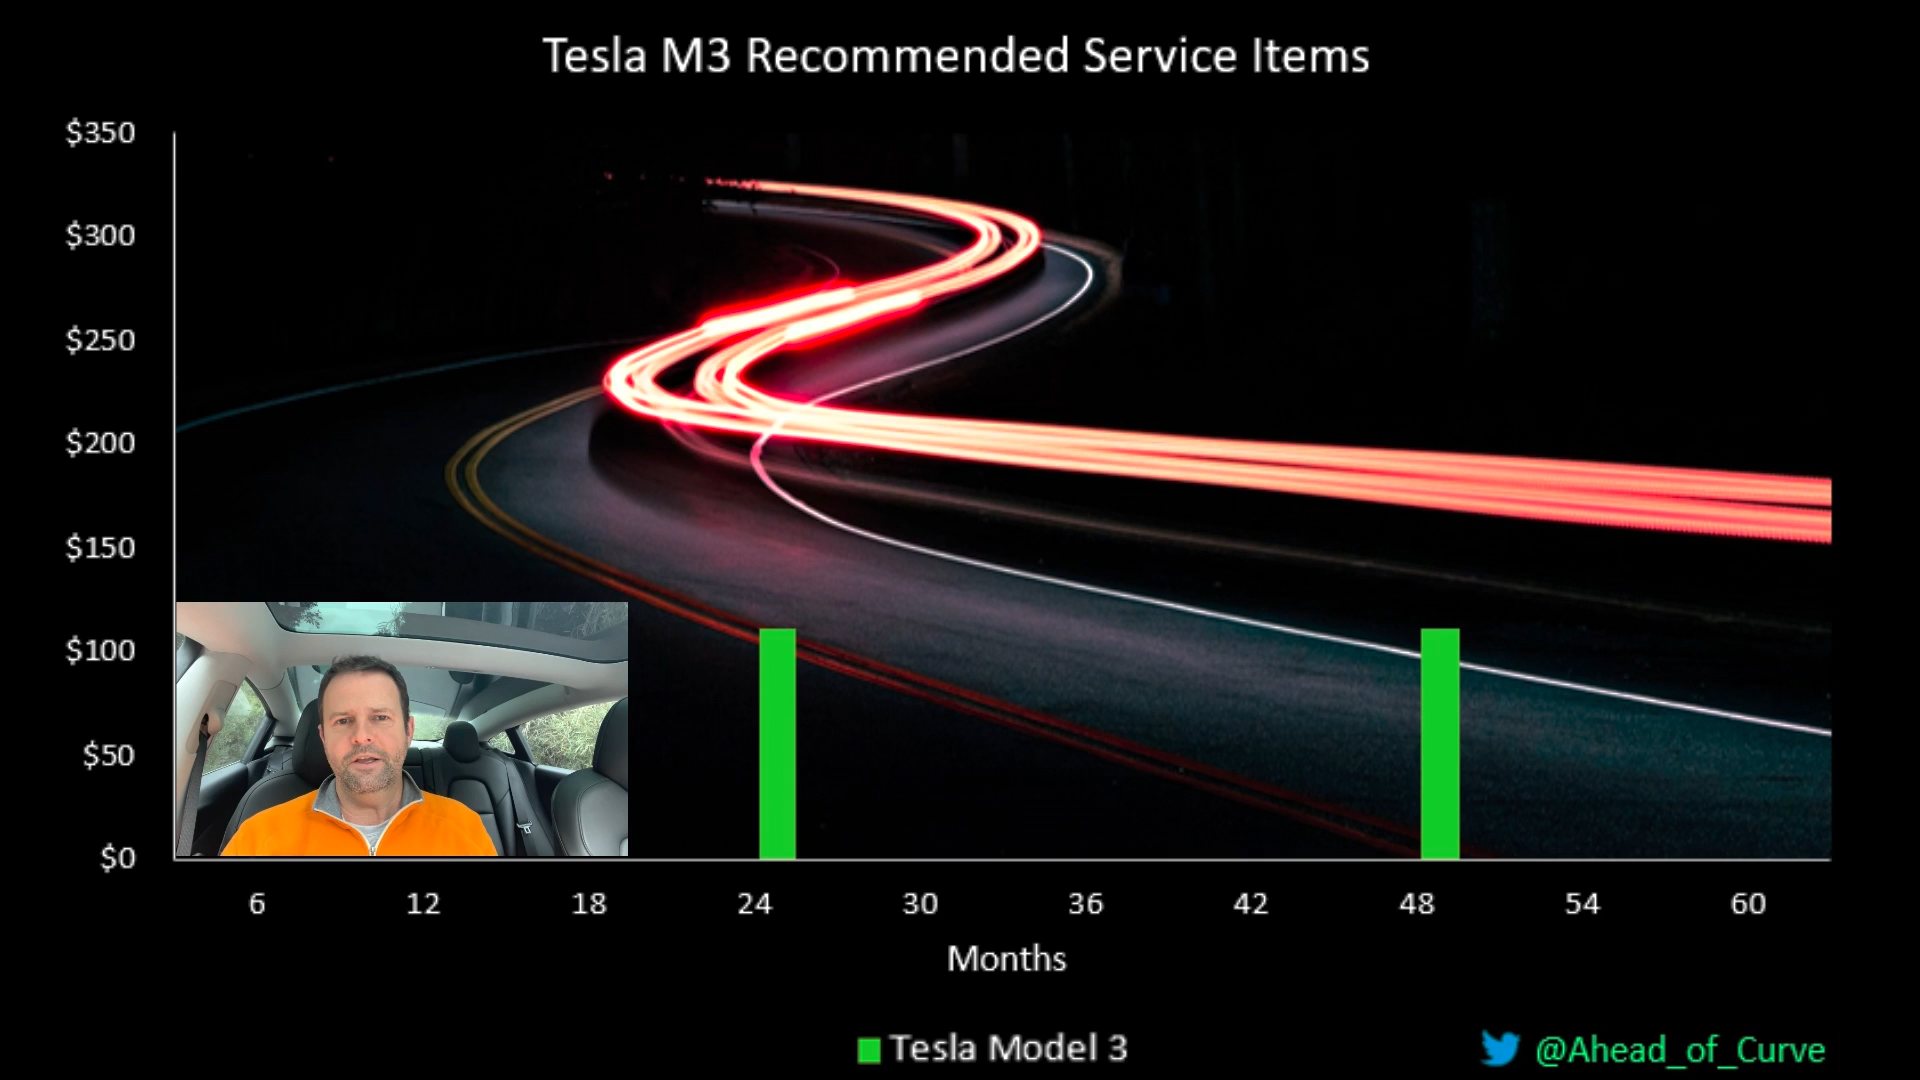 Tesla M3 Recommended Service Items
$350
$300
$250
$200
$150
$100
$50
$0
6 12 18 24 30 36 42 48 54 60
Months
Tesla Model 3
@Ahead_of_Curve